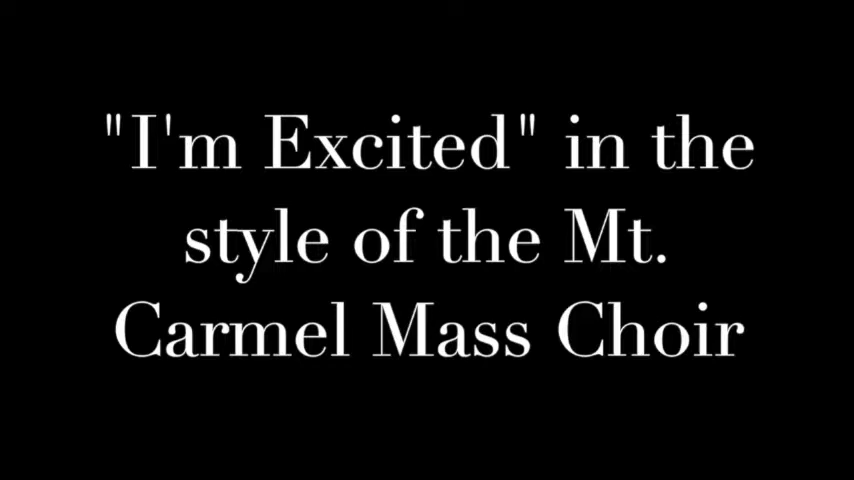 "I'm Excited" in the
style of the Mt.
Carmel Mass Choir